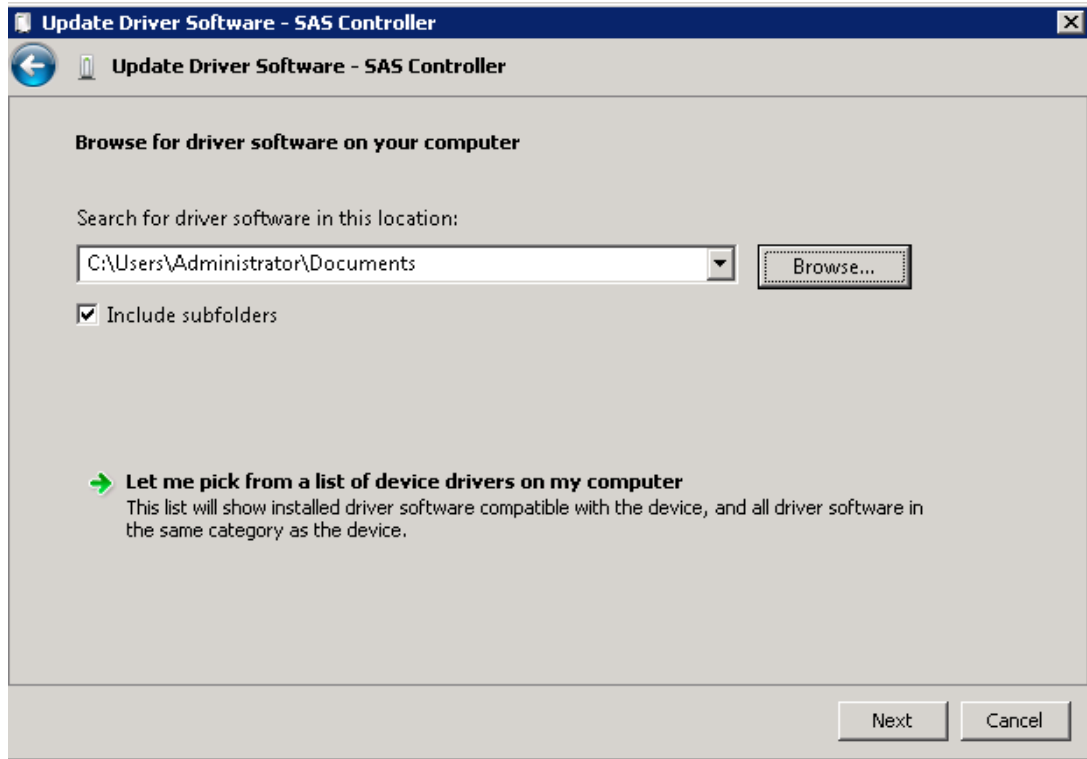 Update Driver Software - SAS Controller
Update Driver Software - SAS Controller
Browse for driver software on your computer
Search for driver software in this location:
C:\Users\Administrator\Documents
Browse...
Include subfolders
Let me pick from a list of device drivers on my computer
This list will show installed driver software compatible with the device, and all driver software in
the same category as the device.
Next
Cancel